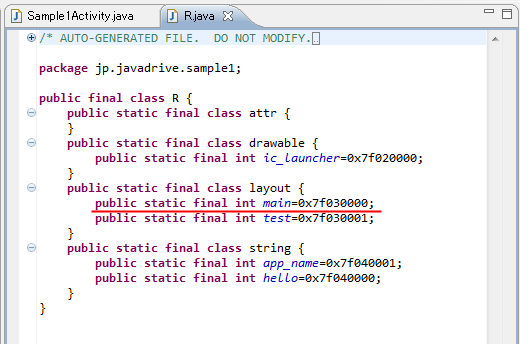 Sample1Activity.java R.java
/* AUTO-GENERATED FILE.  DO NOT MODIFY.
package jp.javadrive.sample1;
public final class R {
    public static final class attr {
    }
    public static final class drawable {
        public static final int ic_launcher=0x7f020000;
    }
    public static final class layout {
        public static final int main=0x7f030000;
        public static final int test=0x7f030001;
    }
    public static final class string {
        public static final int app_name=0x7f040001;
        public static final int hello=0x7f040000;
    }
}